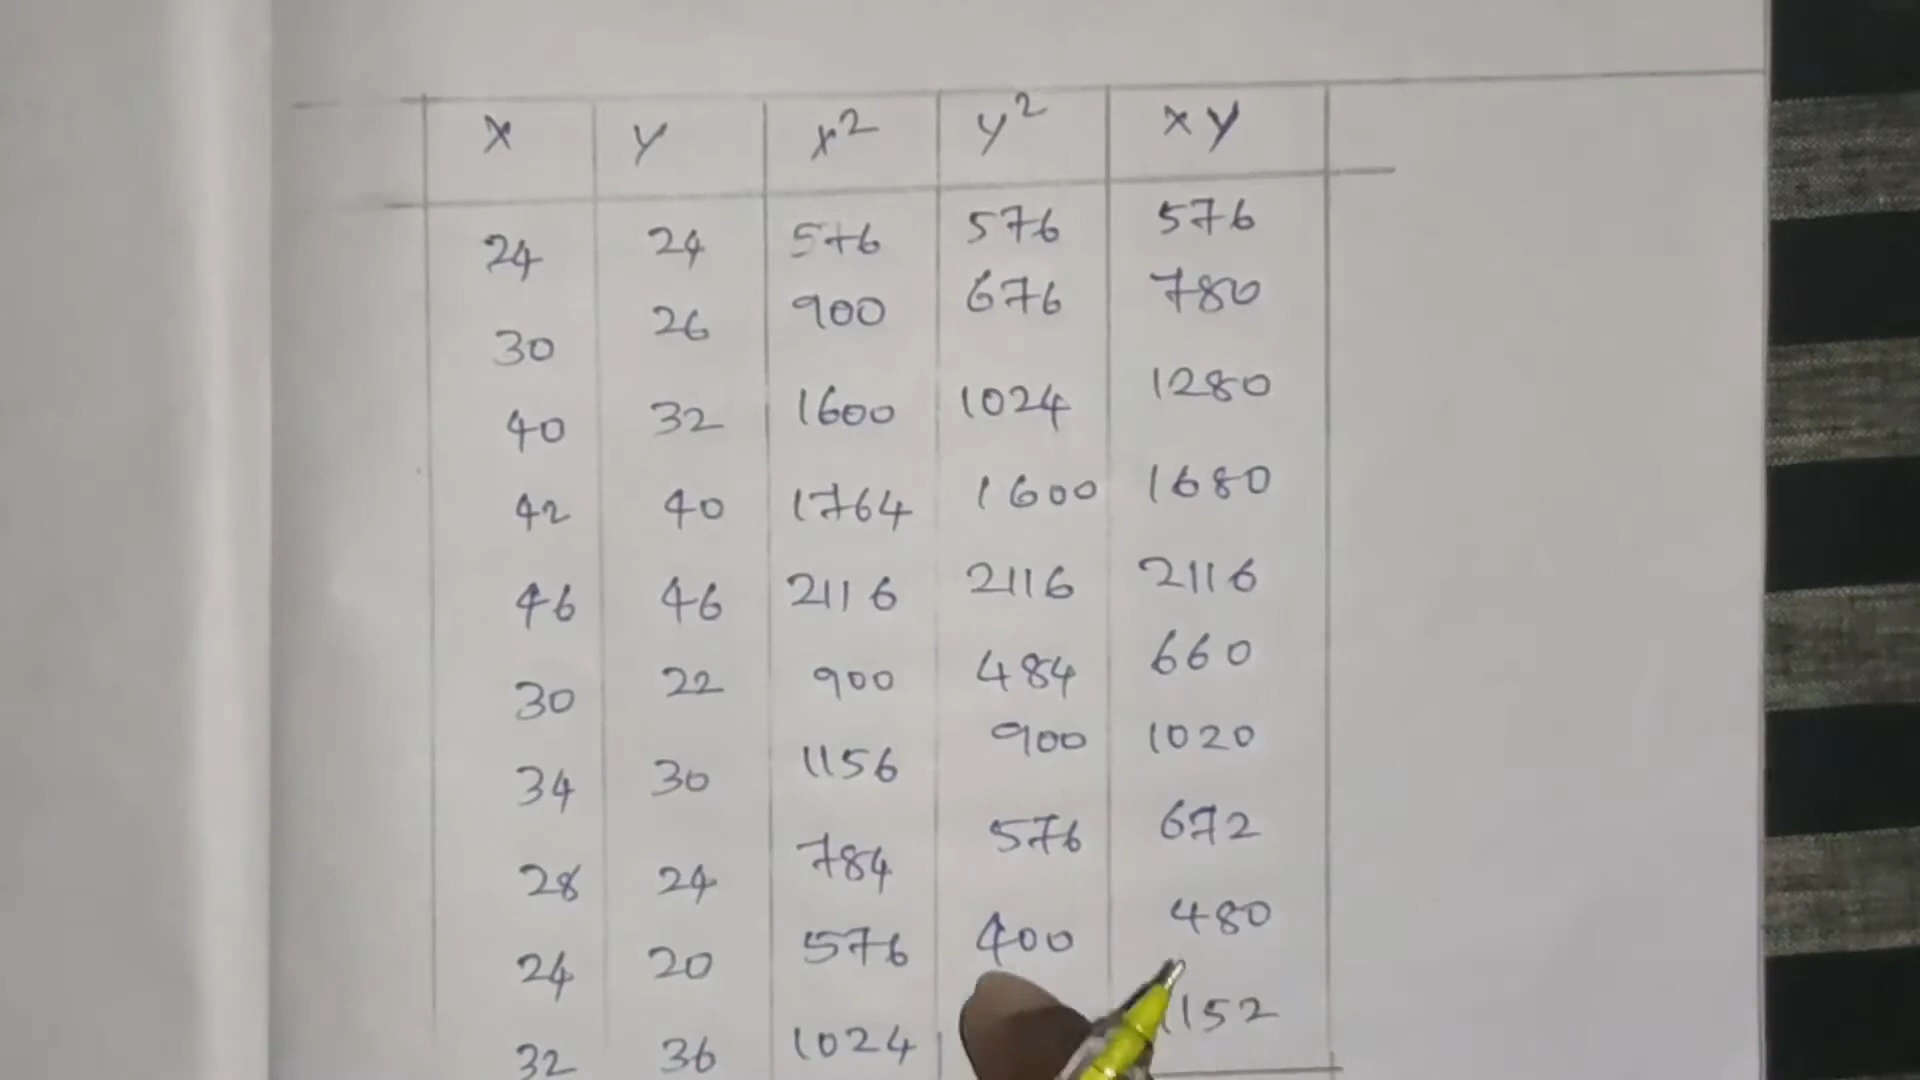 x y x² y² xy
24 24 576 576 576
30 26 900 676 780
40 32 1600 1024 1280
42 40 1764 1600 1680
46 46 2116 2116 2116
30 22 900 484 660
34 30 1156 900 1020
28 24 784 576 672
24 20 576 400 480
32 36 1024 1152